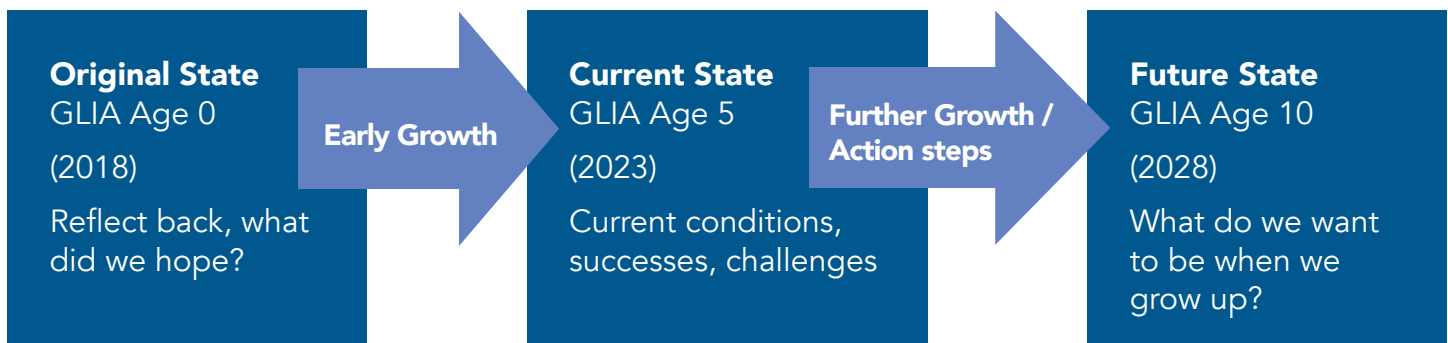 Original State
GLIA Age 0
(2018)
Reflect back, what
did we hope?
Early Growth
Current State
GLIA Age 5
(2023)
Current conditions,
successes, challenges
Further Growth /
Action steps
Future State
GLIA Age 10
(2028)
What do we want
to be when we
grow up?